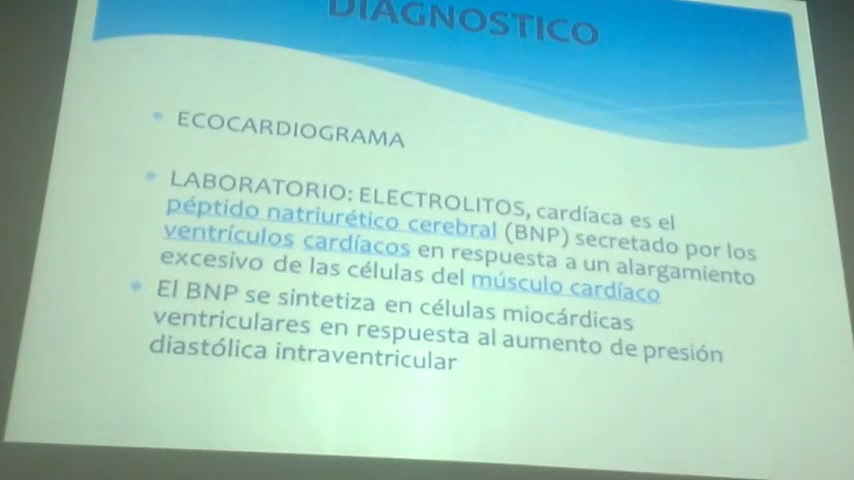 DIAGNOSTICO
ECOCARDIOGRAMA
LABORATORIO: ELECTROLITOS, cardíaca es el
péptido natriurético cerebral (BNP) secretado por los
ventrículos cardíacos en respuesta a un alargamiento
excesivo de las células del músculo cardíaco
El BNP se sintetiza en células miocárdicas
ventriculares en respuesta al aumento de presión
diastólica intraventricular